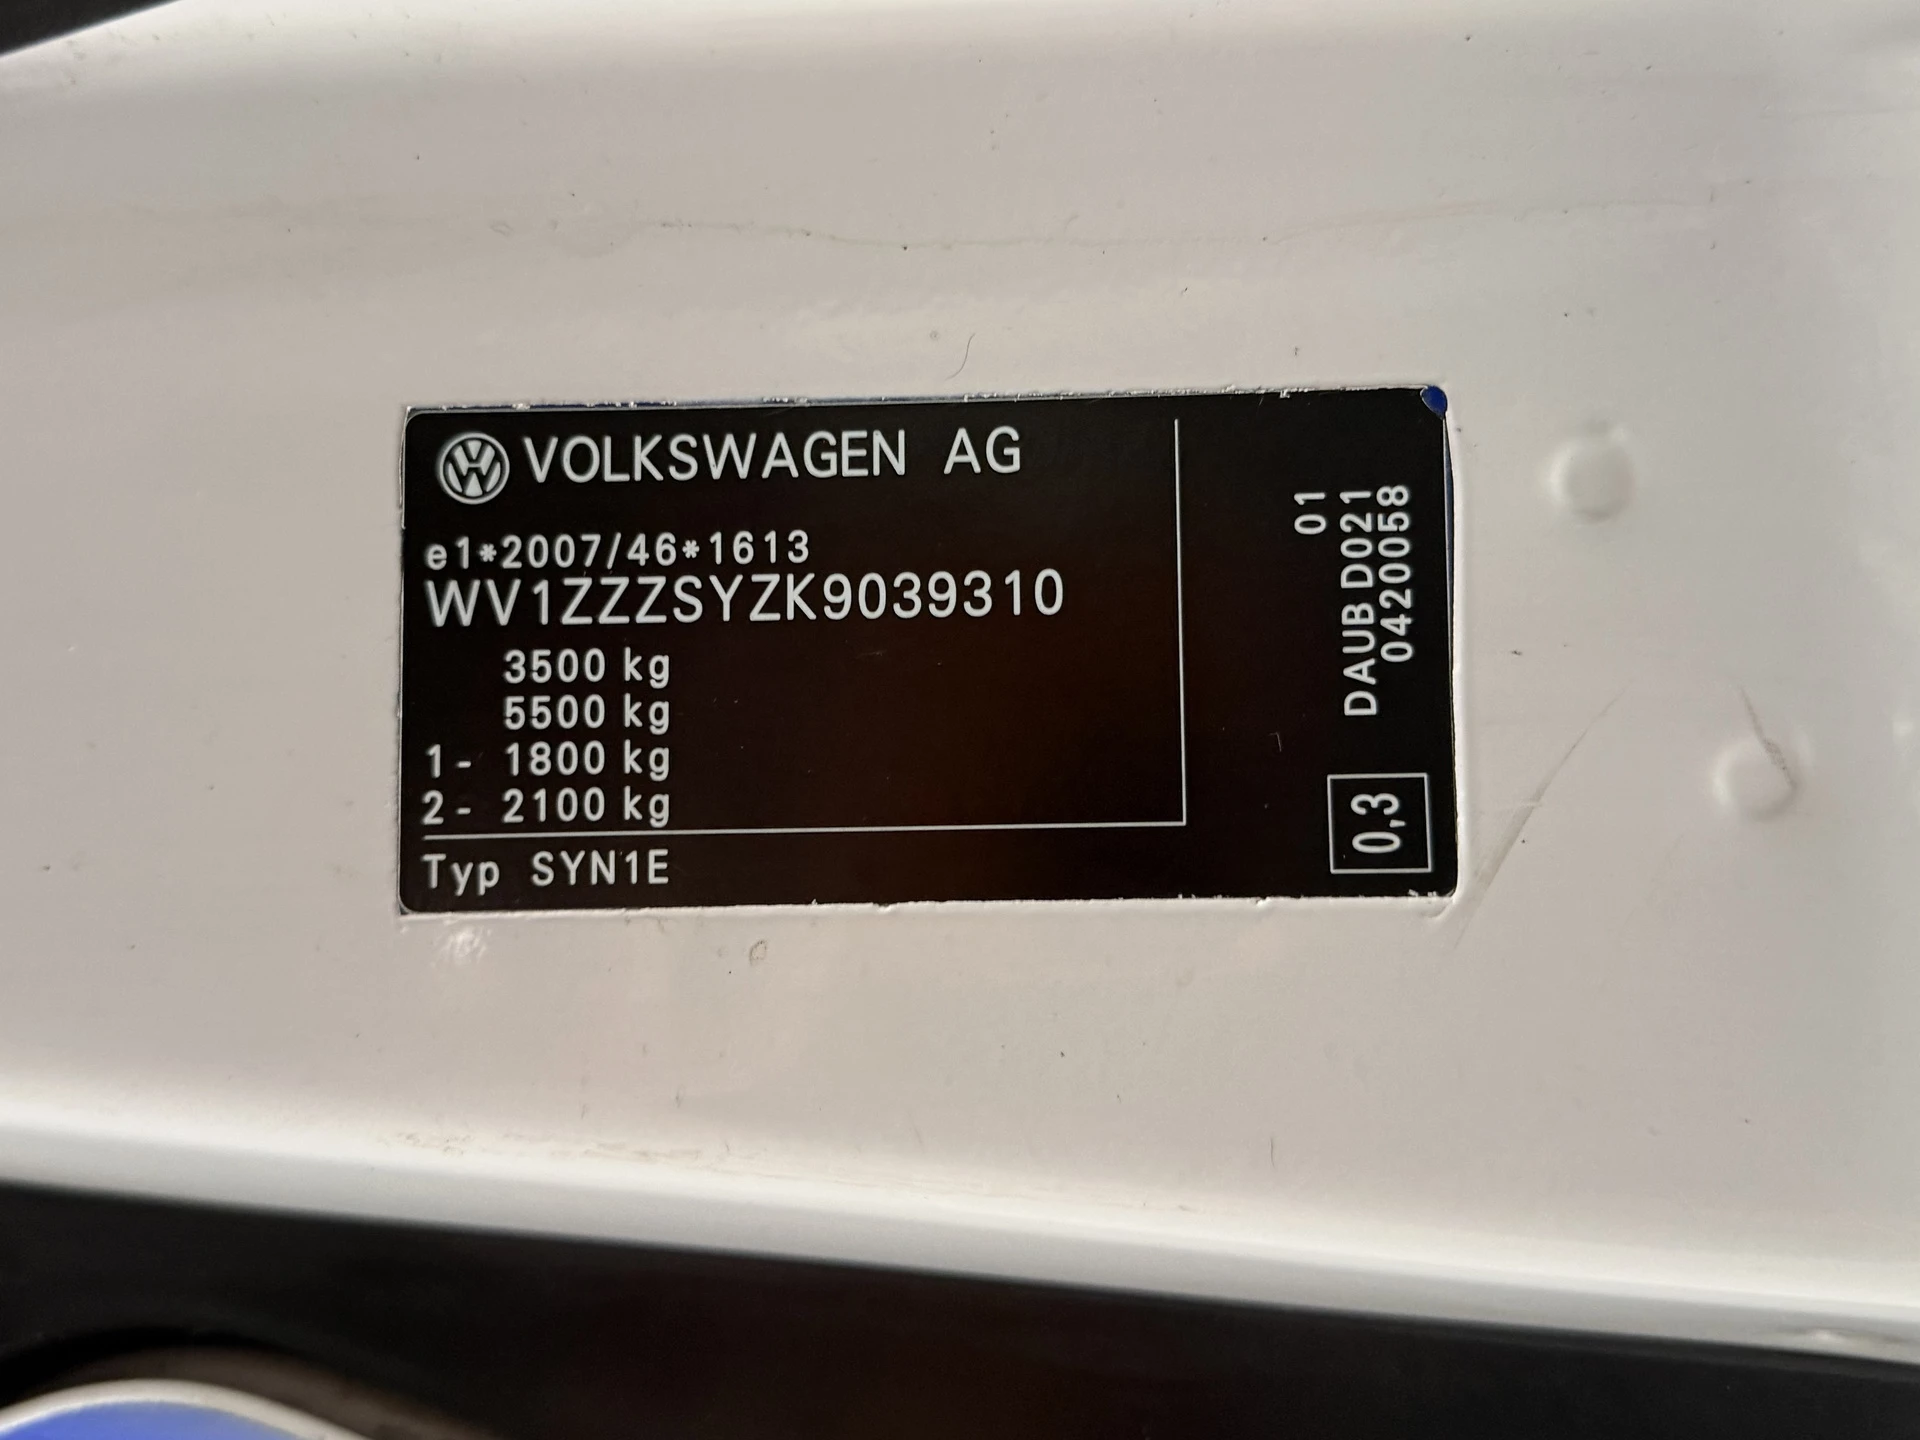 VOLKSWAGEN AG
e1*2007/46*1613
WV1ZZZSYZK9039310
3500 kg
5500 kg
1- 1800 kg
2- 2100 kg
Typ SYN1E
01
DAUB D021
04200058
0,3